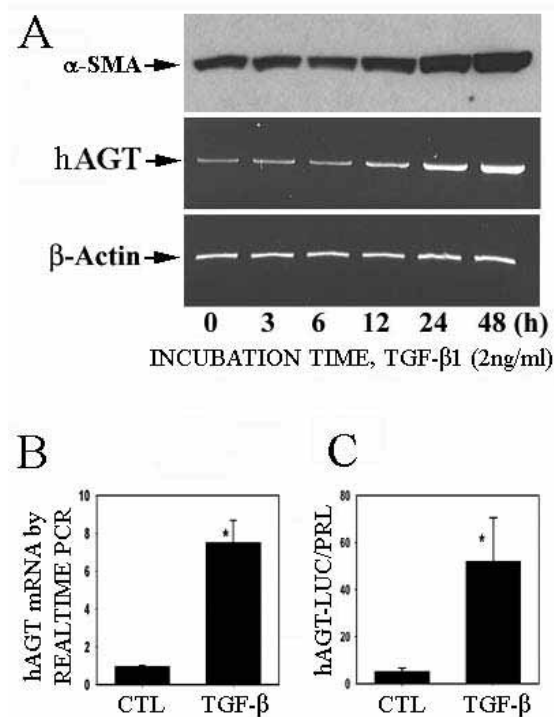 A
α-SMA
hAGT
β-Actin
0 3 6 12 24 48 (h)
INCUBATION TIME, TGF-β1 (2ng/ml)
B
hAGT mRNA by
REALTIME PCR
10
8
6
4
2
0
*
CTL TGF-β
C
hAGT-LUC/PRL
80
60
40
20
0
*
CTL TGF-β